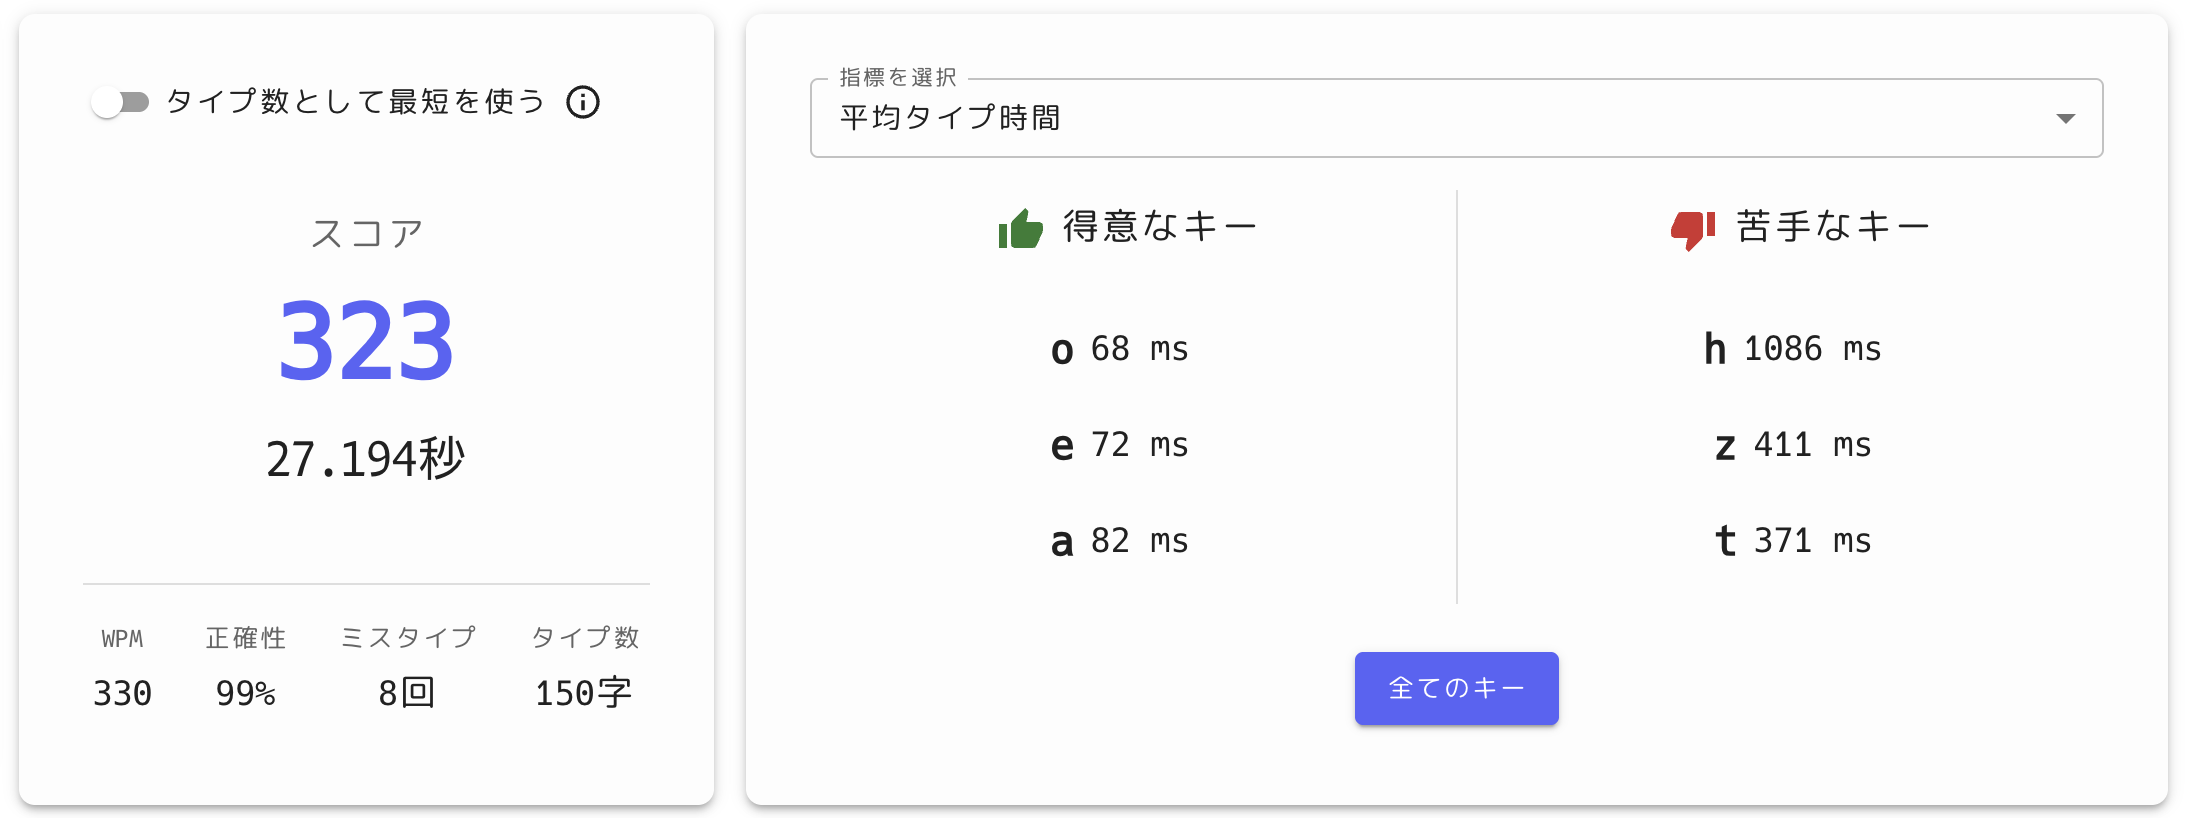 タイプ数として最短を使う
スコア
323
27.194秒
WPM 正確性 ミスタイプ タイプ数
330 99% 8回 150字
指標を選択
平均タイプ時間
得意なキー
o 68 ms
e 72 ms
a 82 ms
苦手なキー
h 1086 ms
z 411 ms
t 371 ms
全てのキー